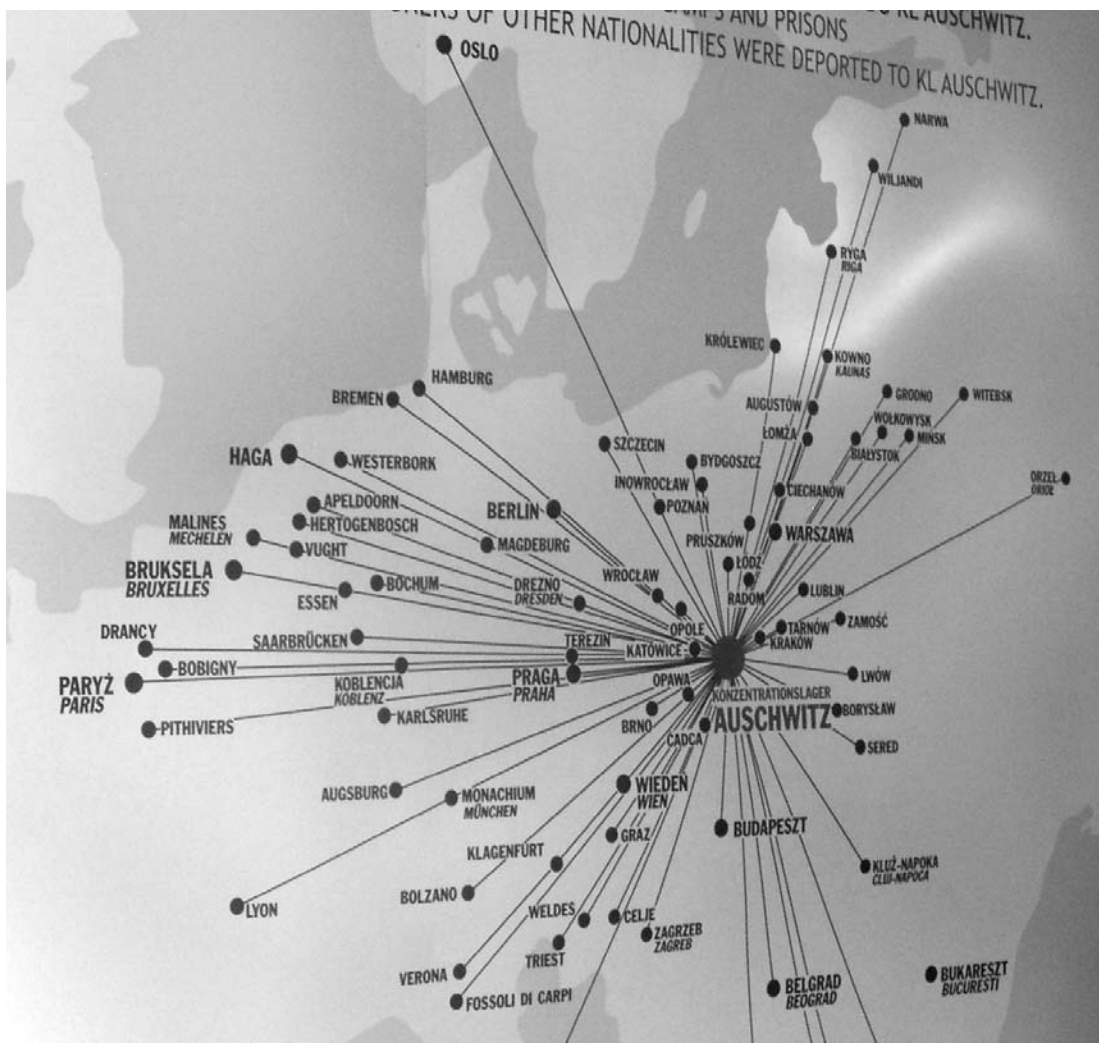 TO KL AUSCHWITZ.
CAMPS AND PRISONS
OF OTHER NATIONALITIES WERE DEPORTED TO KL AUSCHWITZ.
OSLO
NARWA
WILJANDI
RYGA
RIGA
KRÓLEWIEC
KOWNO
KAUNAS
HAMBURG
BREMEN
GRODNO
WITEBSK
AUGUSTÓW
WOŁKOWYSK
ŁOMŻA
MIŃSK
SZCZECIN
BIAŁYSTOK
HAGA
WESTERBORK
BYDGOSZCZ
INOWROCŁAW
CIECHANÓW
ORZEŁ
ORIOŁ
APELDOORN
BERLIN
POZNAŃ
HERTOGENBOSCH
MALINES
MECHELEN
WARSZAWA
PRUSZKÓW
VUGHT
MAGDEBURG
ŁÓDŹ
BRUKSELA
BRUXELLES
WROCŁAW
BOCHUM
DREZNO
DRESDEN
RADOM
LUBLIN
ESSEN
OPOLE
ZAMOŚĆ
TARNÓW
DRANCY
SAARBRÜCKEN
TEREZIN
KATOWICE
KRAKÓW
BOBIGNY
KOBLENCJA
KOBLENZ
PRAGA
PRAHA
LWÓW
PARYŻ
PARIS
OPAWA
KONZENTRATIONSLAGER
AUSCHWITZ
BORYSŁAW
PITHIVIERS
KARLSRUHE
BRNO
CADCA
SERED
AUGSBURG
MONACHIUM
MÜNCHEN
WIEDEŃ
WIEN
BUDAPESZT
GRAZ
KLAGENFURT
KLUŻ-NAPOKA
CLUJ-NAPOCA
BOLZANO
LYON
WELDES
CELJE
ZAGRZEB
ZAGREB
TRIEST
VERONA
BUKARESZT
BUCURESTI
BELGRAD
BEOGRAD
FOSSOLI DI CARPI